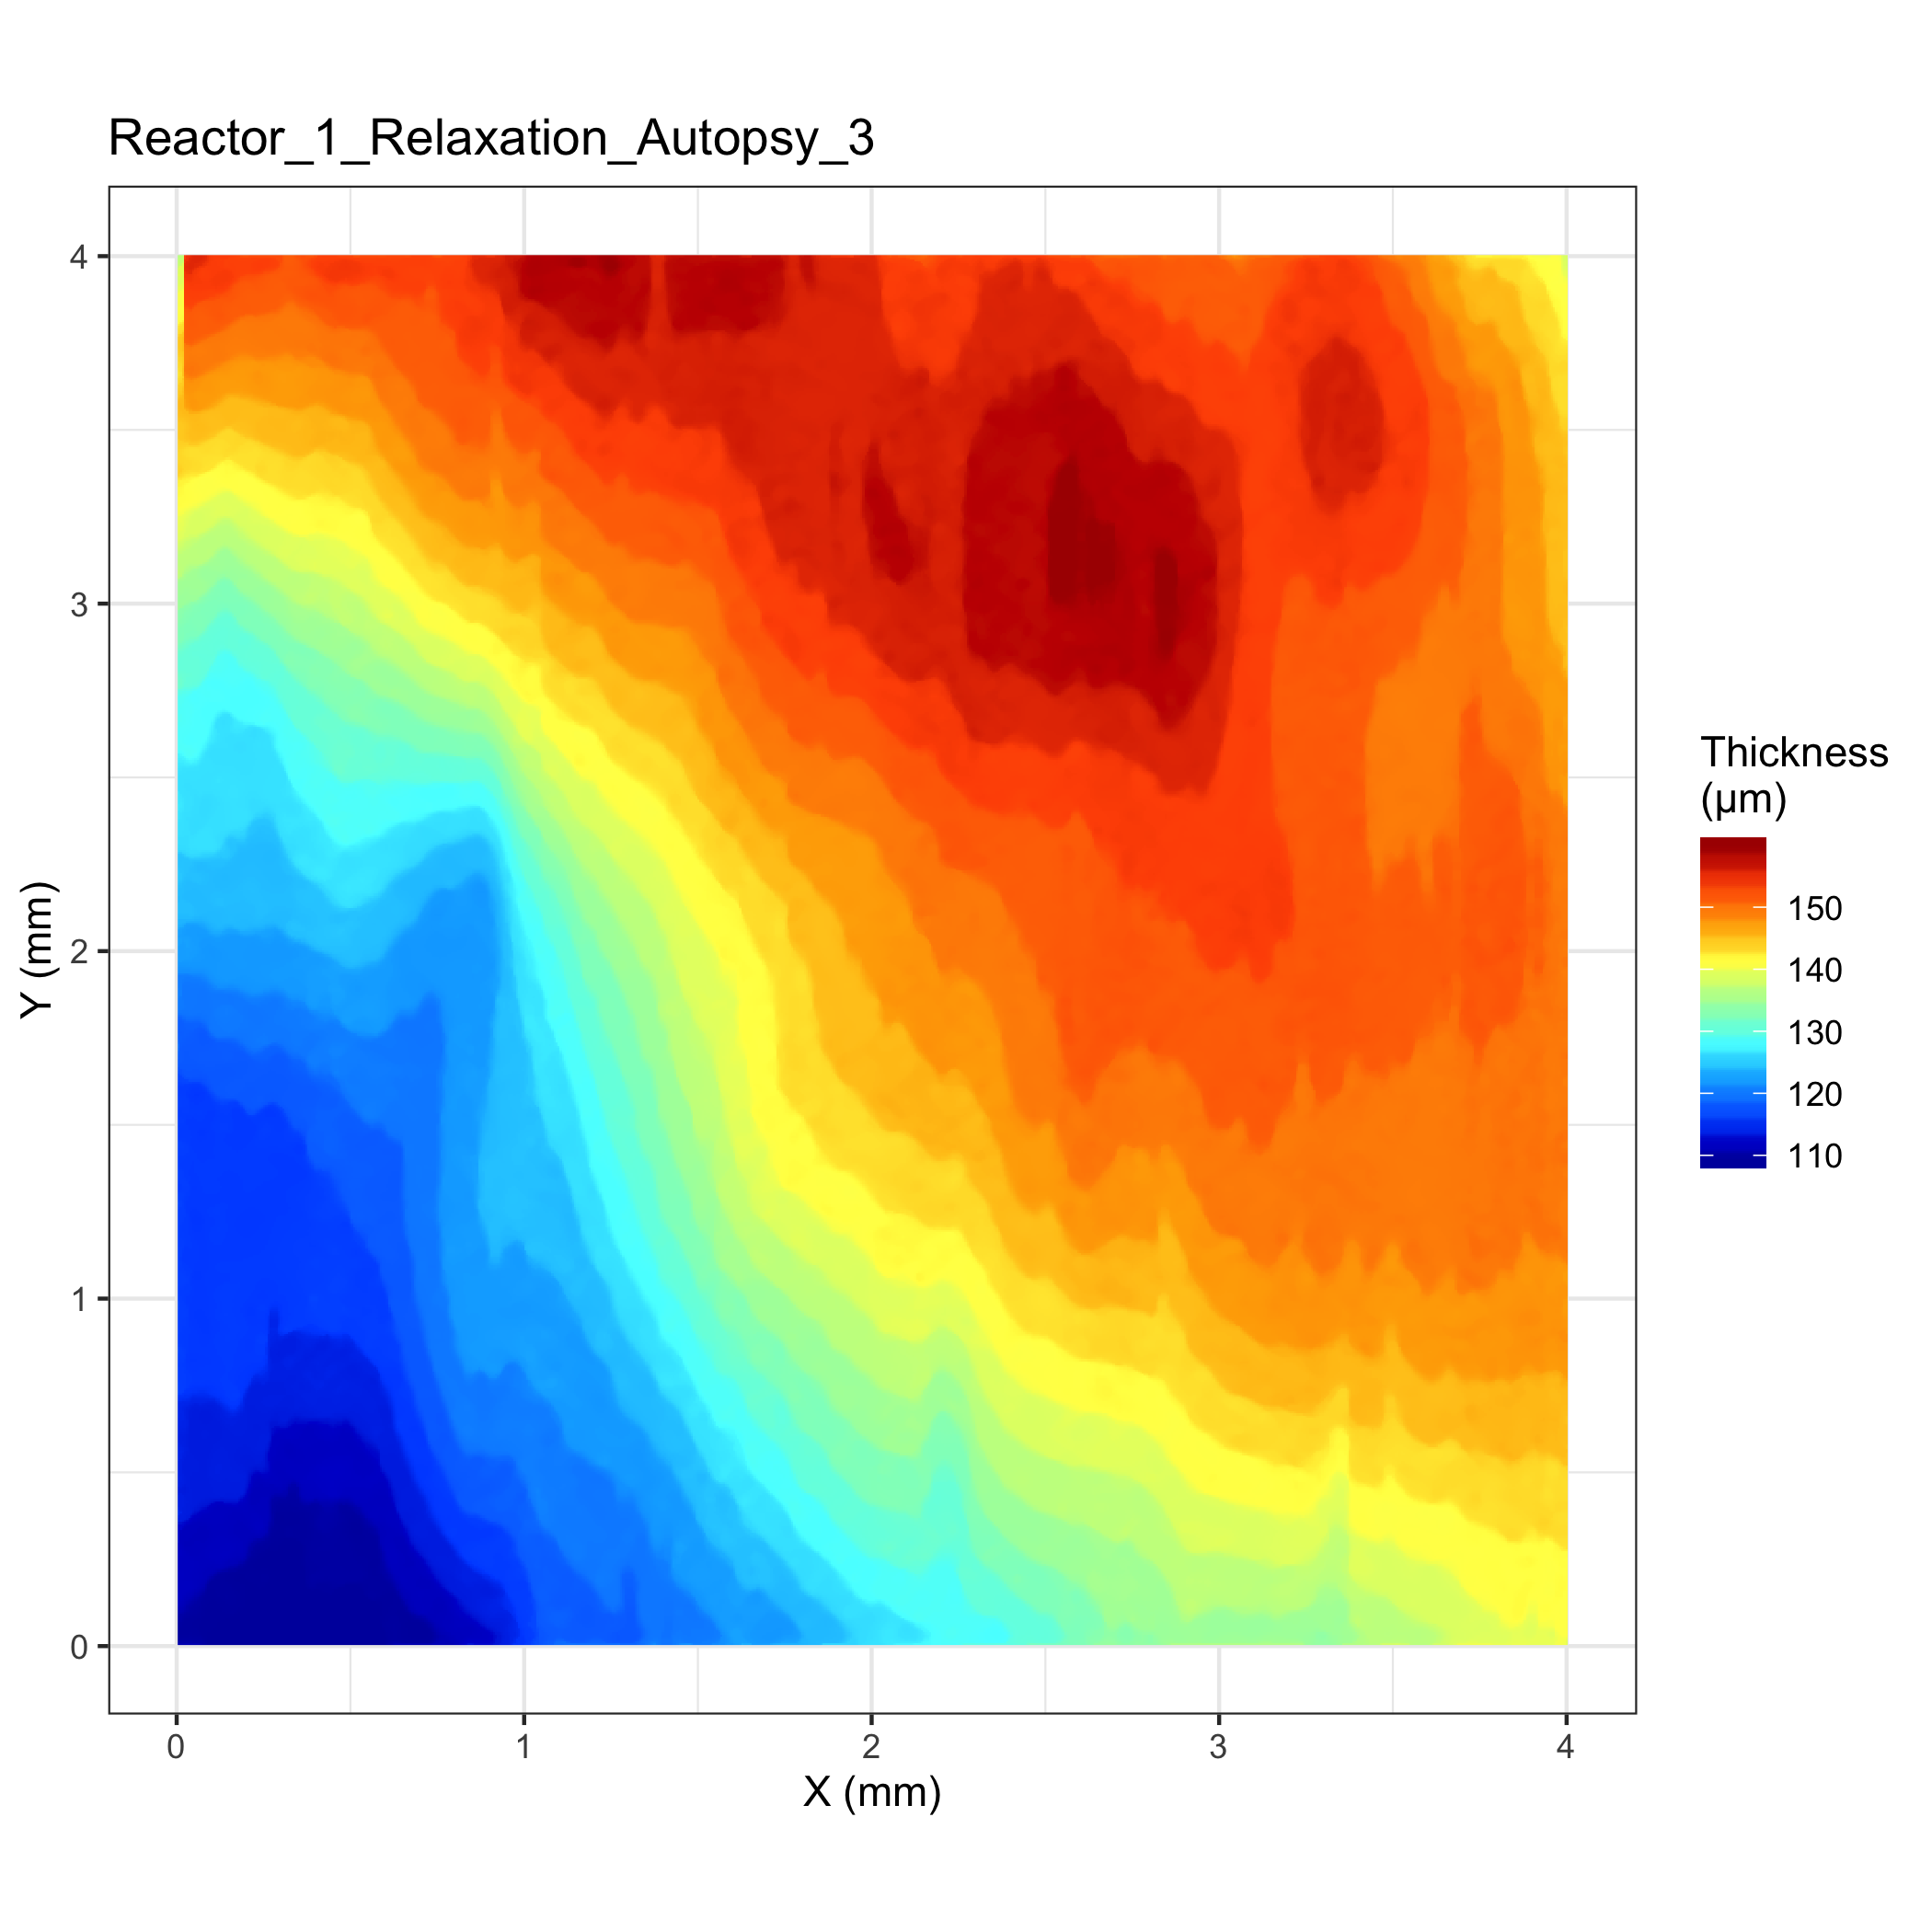 Reactor_1_Relaxation_Autopsy_3
4
3
2
1
0
Y (mm)
0 1 2 3 4
X (mm)
Thickness
(μm)
150
140
130
120
110